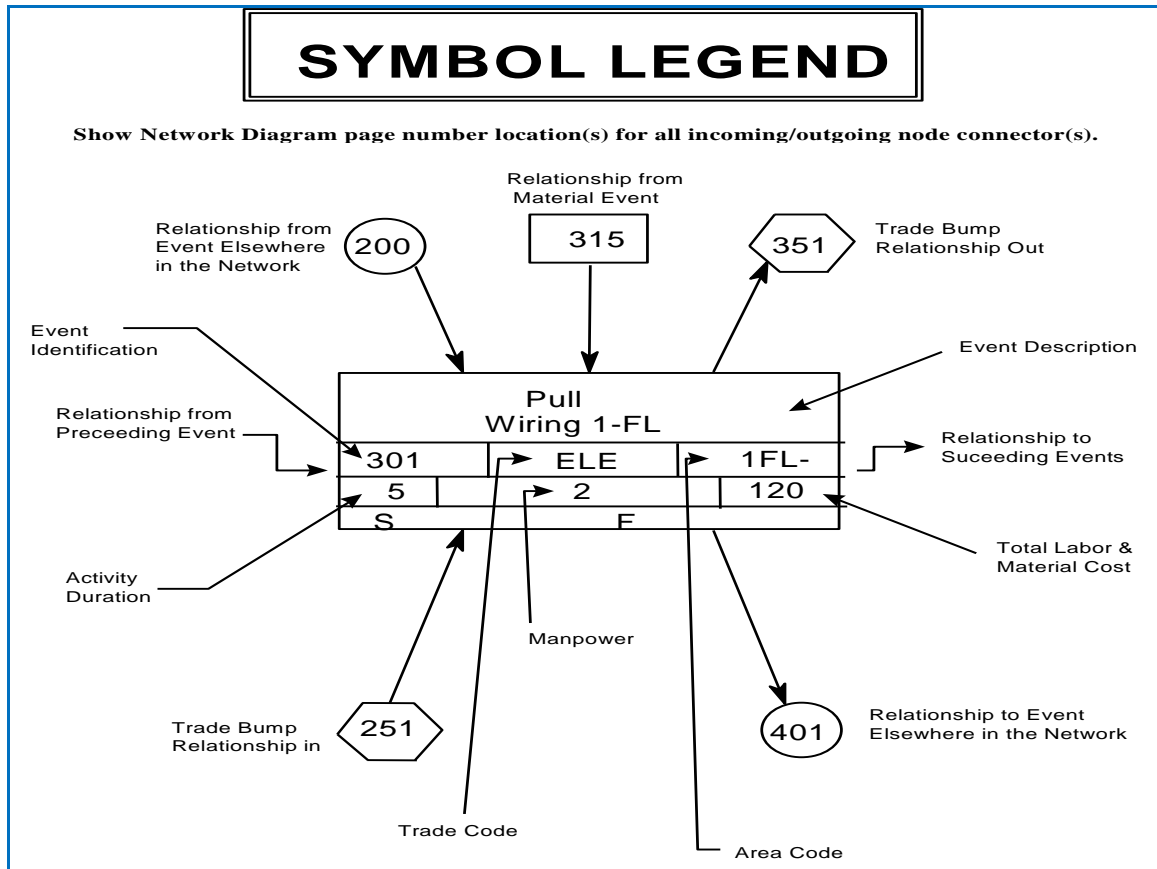 SYMBOL LEGEND
Show Network Diagram page number location(s) for all incoming/outgoing node connector(s).
Relationship from
Material Event
315
Relationship from
Event Elsewhere
in the Network
200
351
Trade Bump
Relationship Out
Event
Identification
Event Description
Pull
Wiring 1-FL
Relationship from
Preceeding Event
301
ELE
1FL-
Relationship to
Suceeding Events
5
2
120
S
F
Activity
Duration
Total Labor &
Material Cost
Manpower
Trade Bump
Relationship in
251
401
Relationship to Event
Elsewhere in the Network
Trade Code
Area Code